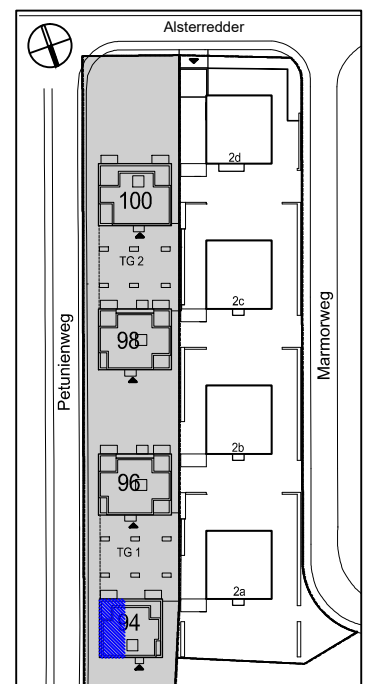 Alsterredder
2d
100
TG 2
2c
98
Petunienweg
Marmorweg
2b
96
TG 1
2a
94